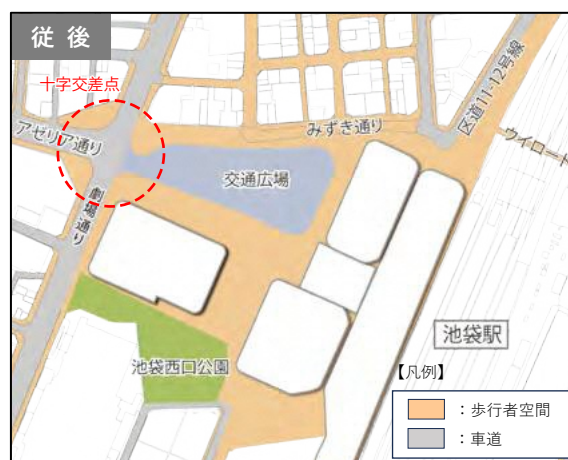 従 後
十字交差点
アゼリア通り
みずき通り
区道11-12号線
ウイロード
交通広場
劇場通り
池袋駅
池袋西口公園
【凡例】
：歩行者空間
：車道